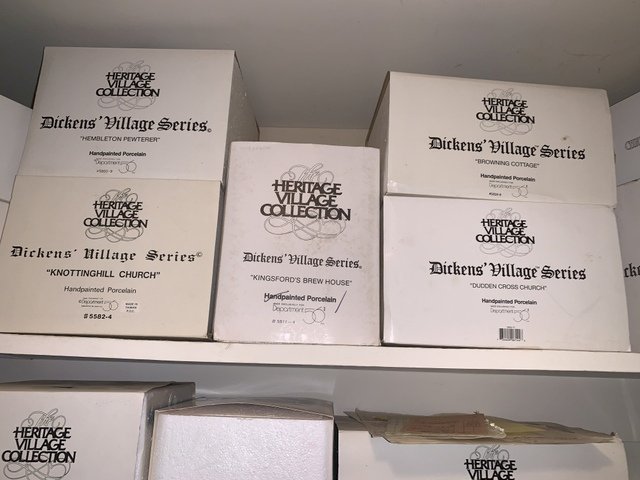 The
HERITAGE
VILLAGE
COLLECTION
Dickens' Village Series®
"HEMBLETON PEWTERER"
Handpainted Porcelain
Department 56
The
HERITAGE
VILLAGE
COLLECTION
Dickens' Village Series©
"KNOTTINGHILL CHURCH"
Handpainted Porcelain
Department 56
MADE IN
TAIWAN
# 5582-4
The
HERITAGE
VILLAGE
COLLECTION
Dickens' Village Series®
"KINGSFORD'S BREW HOUSE"
Handpainted Porcelain
Department 56
The
HERITAGE
VILLAGE
COLLECTION
Dickens' Village Series
"BROWNING COTTAGE"
Handpainted Porcelain
Department 56
The
HERITAGE
VILLAGE
COLLECTION
Dickens' Village Series
"DUDDEN CROSS CHURCH"
Handpainted Porcelain
Department 56
The
HERITAGE
VILLAGE
COLLECTION
HERITAGE
VILLAGE